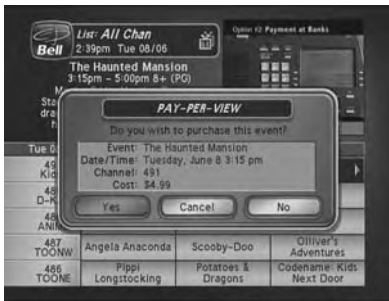 Bell
List: All Chan
2:39pm Tue 08/06
Option #2 Payment at Banks
The Haunted Mansion
3:15pm - 5:00pm 8+ (PG)
PAY-PER-VIEW
Do you wish to purchase this event?
Event: The Haunted Mansion
Date/Time: Tuesday, June 8 3:15 pm
Channel: 491
Cost: $4.99
Yes Cancel No
Tue 0
487
TOONW
Angela Anaconda
Scooby-Doo
Olliver's
Adventures
486
TOONE
Pippi
Longstocking
Potatoes &
Dragons
Codename: Kids
Next Door